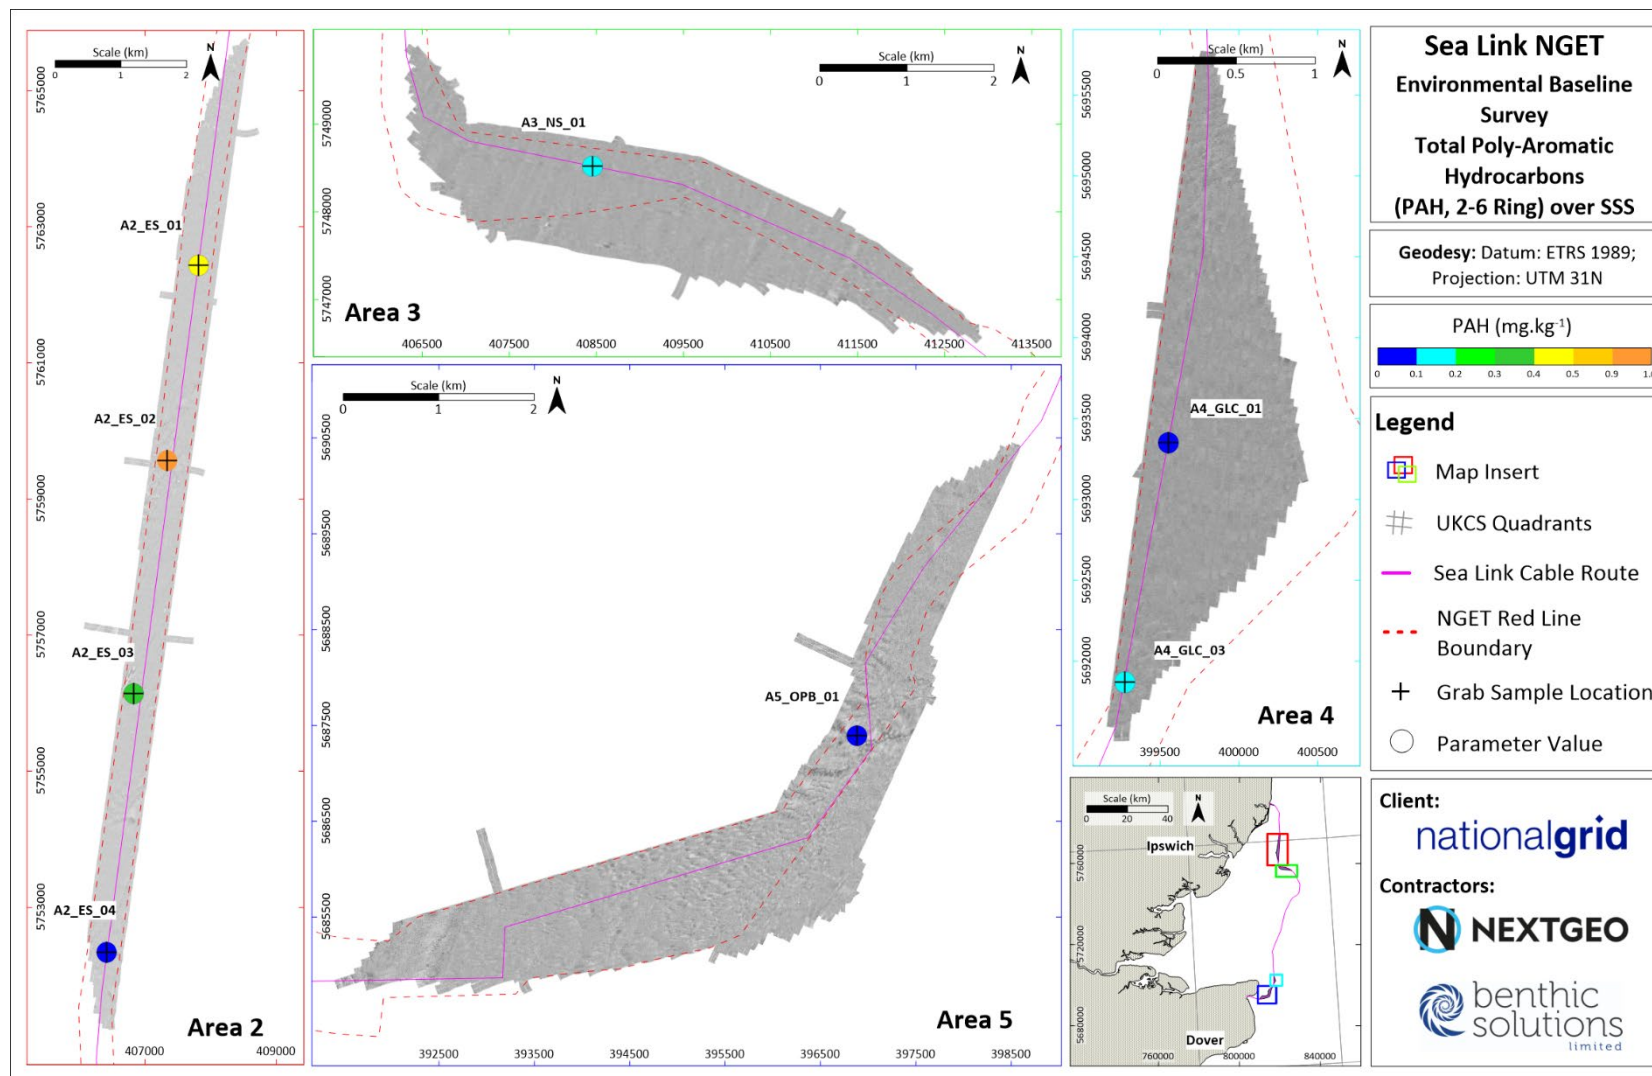 Scale (km)
N
0 1 2
5765000
5763000
5761000
5759000
5757000
5755000
5753000
A2_ES_01
A2_ES_02
A2_ES_03
A2_ES_04
Area 2
407000 409000
Scale (km)
N
0 1 2
5749000
5748000
5747000
A3_NS_01
Area 3
406500 407500 408500 409500 410500 411500 412500 413500
Scale (km)
N
0 1 2
5690500
5689500
5688500
5687500
5686500
5685500
A5_OPB_01
Area 5
392500 393500 394500 395500 396500 397500 398500
Scale (km)
N
0 0.5 1
5695500
5695000
5694500
5694000
5693500
5693000
5692500
5692000
A4_GLC_01
A4_GLC_03
Area 4
3995500 400000 400500
Scale (km)
N
0 20 40
Ipswich
Dover
5760000
5720000
5680000
760000 800000 840000
Sea Link NGET
Environmental Baseline
Survey
Total Poly-Aromatic
Hydrocarbons
(PAH, 2-6 Ring) over SSS
Geodesy: Datum: ETRS 1989;
Projection: UTM 31N
PAH (mg.kg-1)
0 0.1 0.2 0.3 0.4 0.5 0.9 1.0
Legend
Map Insert
UKCS Quadrants
Sea Link Cable Route
NGET Red Line
Boundary
Grab Sample Location
Parameter Value
Client:
nationalgrid
Contractors:
N NEXTGEO
benthic
solutions
limited